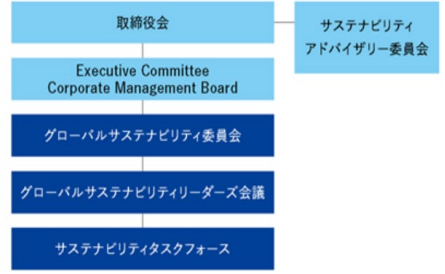 取締役会
サステナビリティ
アドバイザリー委員会
Executive Committee
Corporate Management Board
グローバルサステナビリティ委員会
グローバルサステナビリティリーダーズ会議
サステナビリティタスクフォース